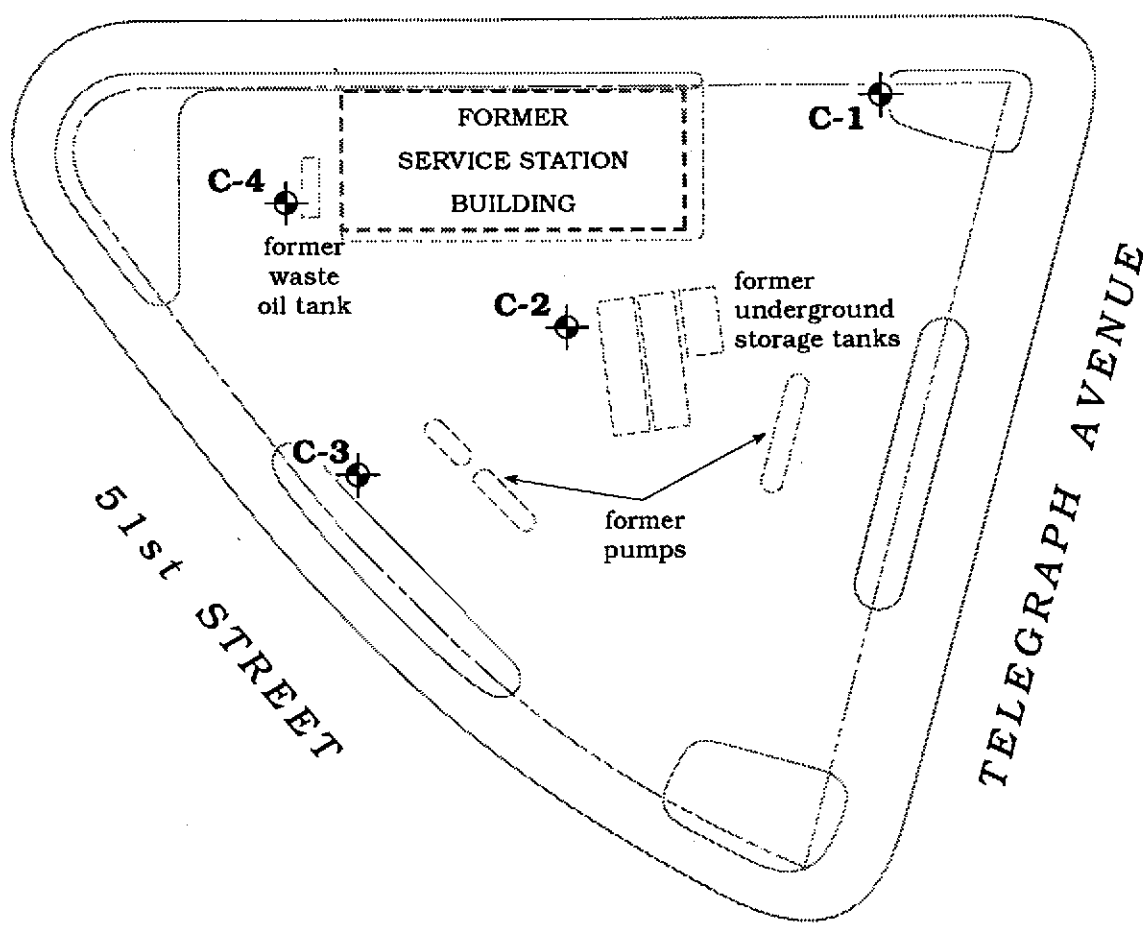 FORMER
SERVICE STATION
BUILDING
C-1
C-4
former
waste
oil tank
C-2
former
underground
storage tanks
C-3
former
pumps
51st STREET
TELEGRAPH AVENUE